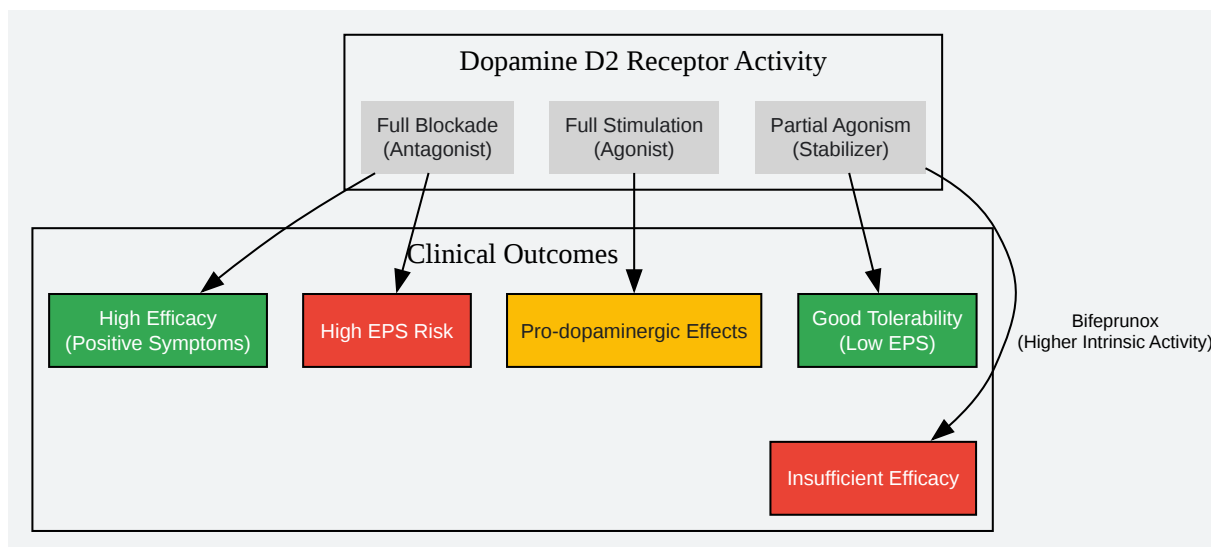 Dopamine D2 Receptor Activity
Full Blockade
(Antagonist)
Full Stimulation
(Agonist)
Partial Agonism
(Stabilizer)
Clinical Outcomes
High Efficacy
(Positive Symptoms)
High EPS Risk
Pro-dopaminergic Effects
Good Tolerability
(Low EPS)
Bifeprunox
(Higher Intrinsic Activity)
Insufficient Efficacy